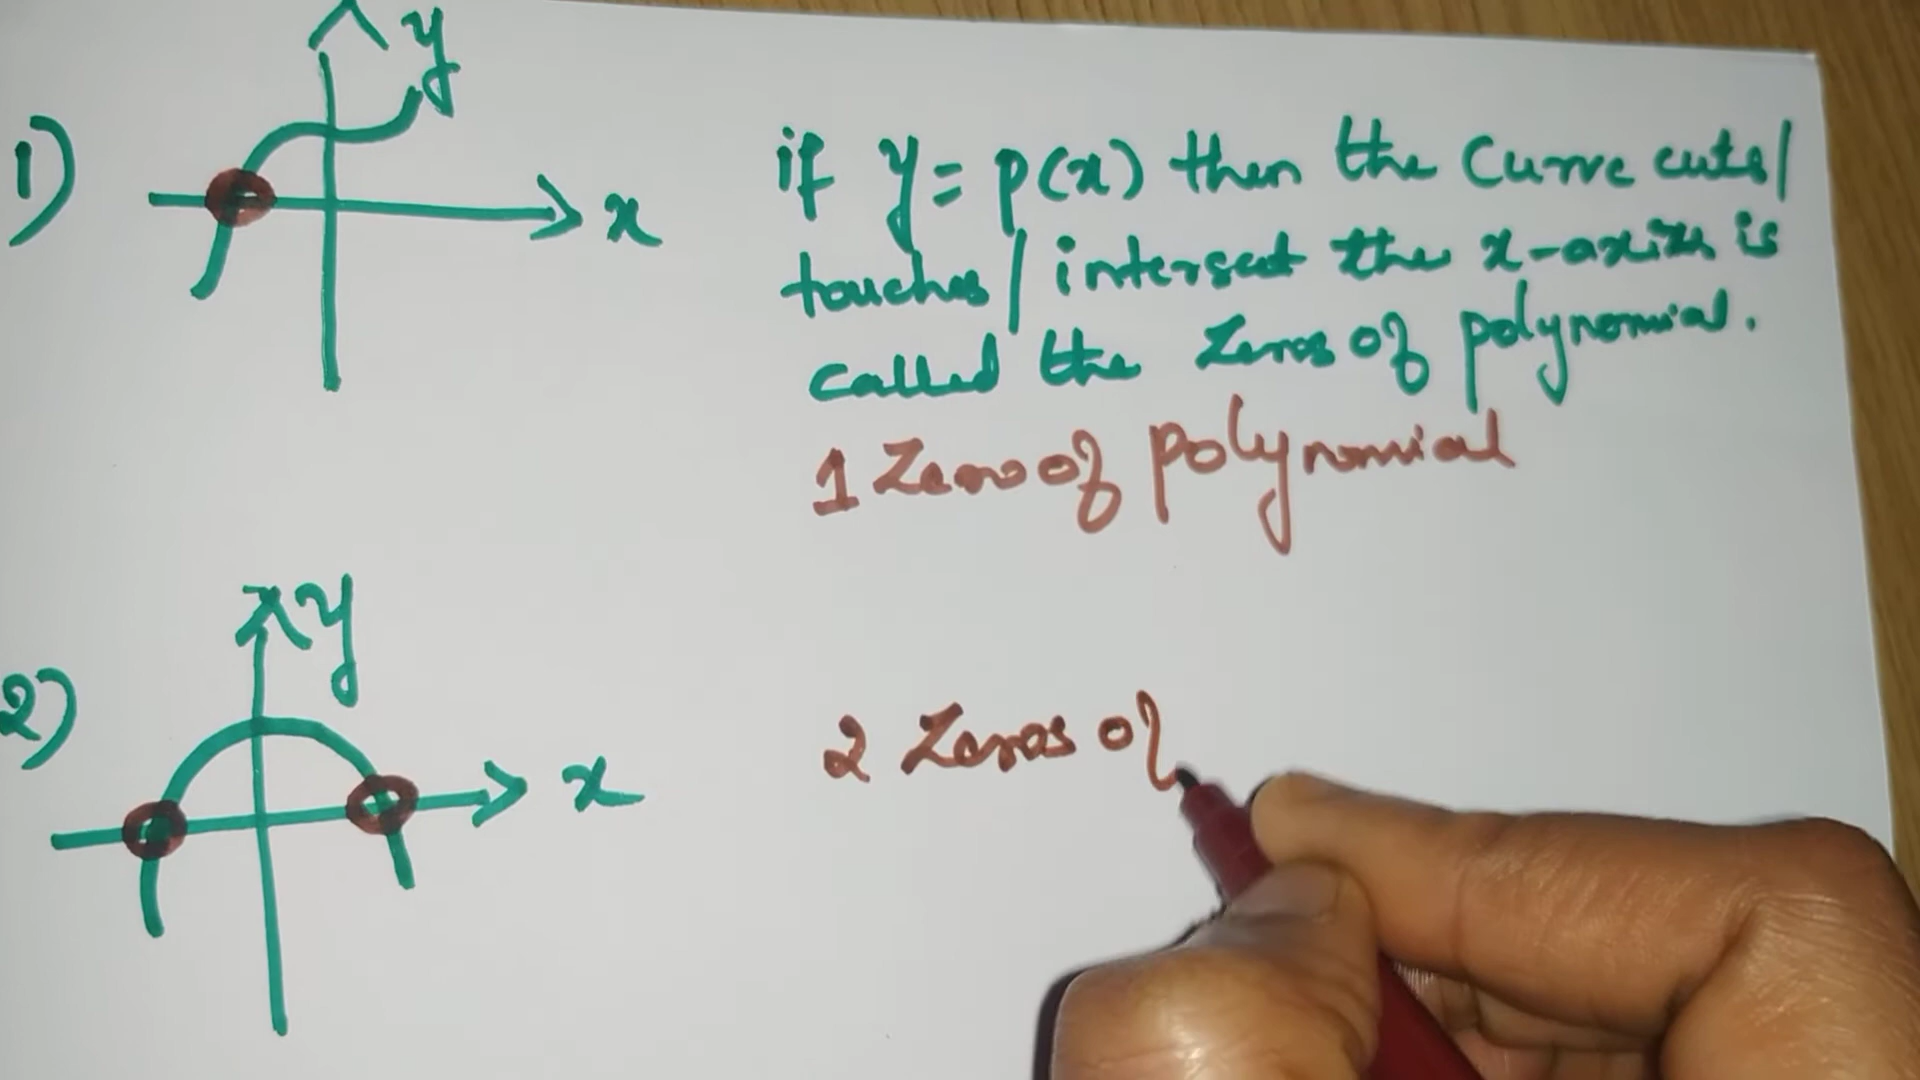 1)
y
x
if y = p(x) then the curve cuts/
touches/intersect the x-axis is
called the Zeros of polynomial.
1 Zero of polynomial
2)
y
x
2 Zeros of